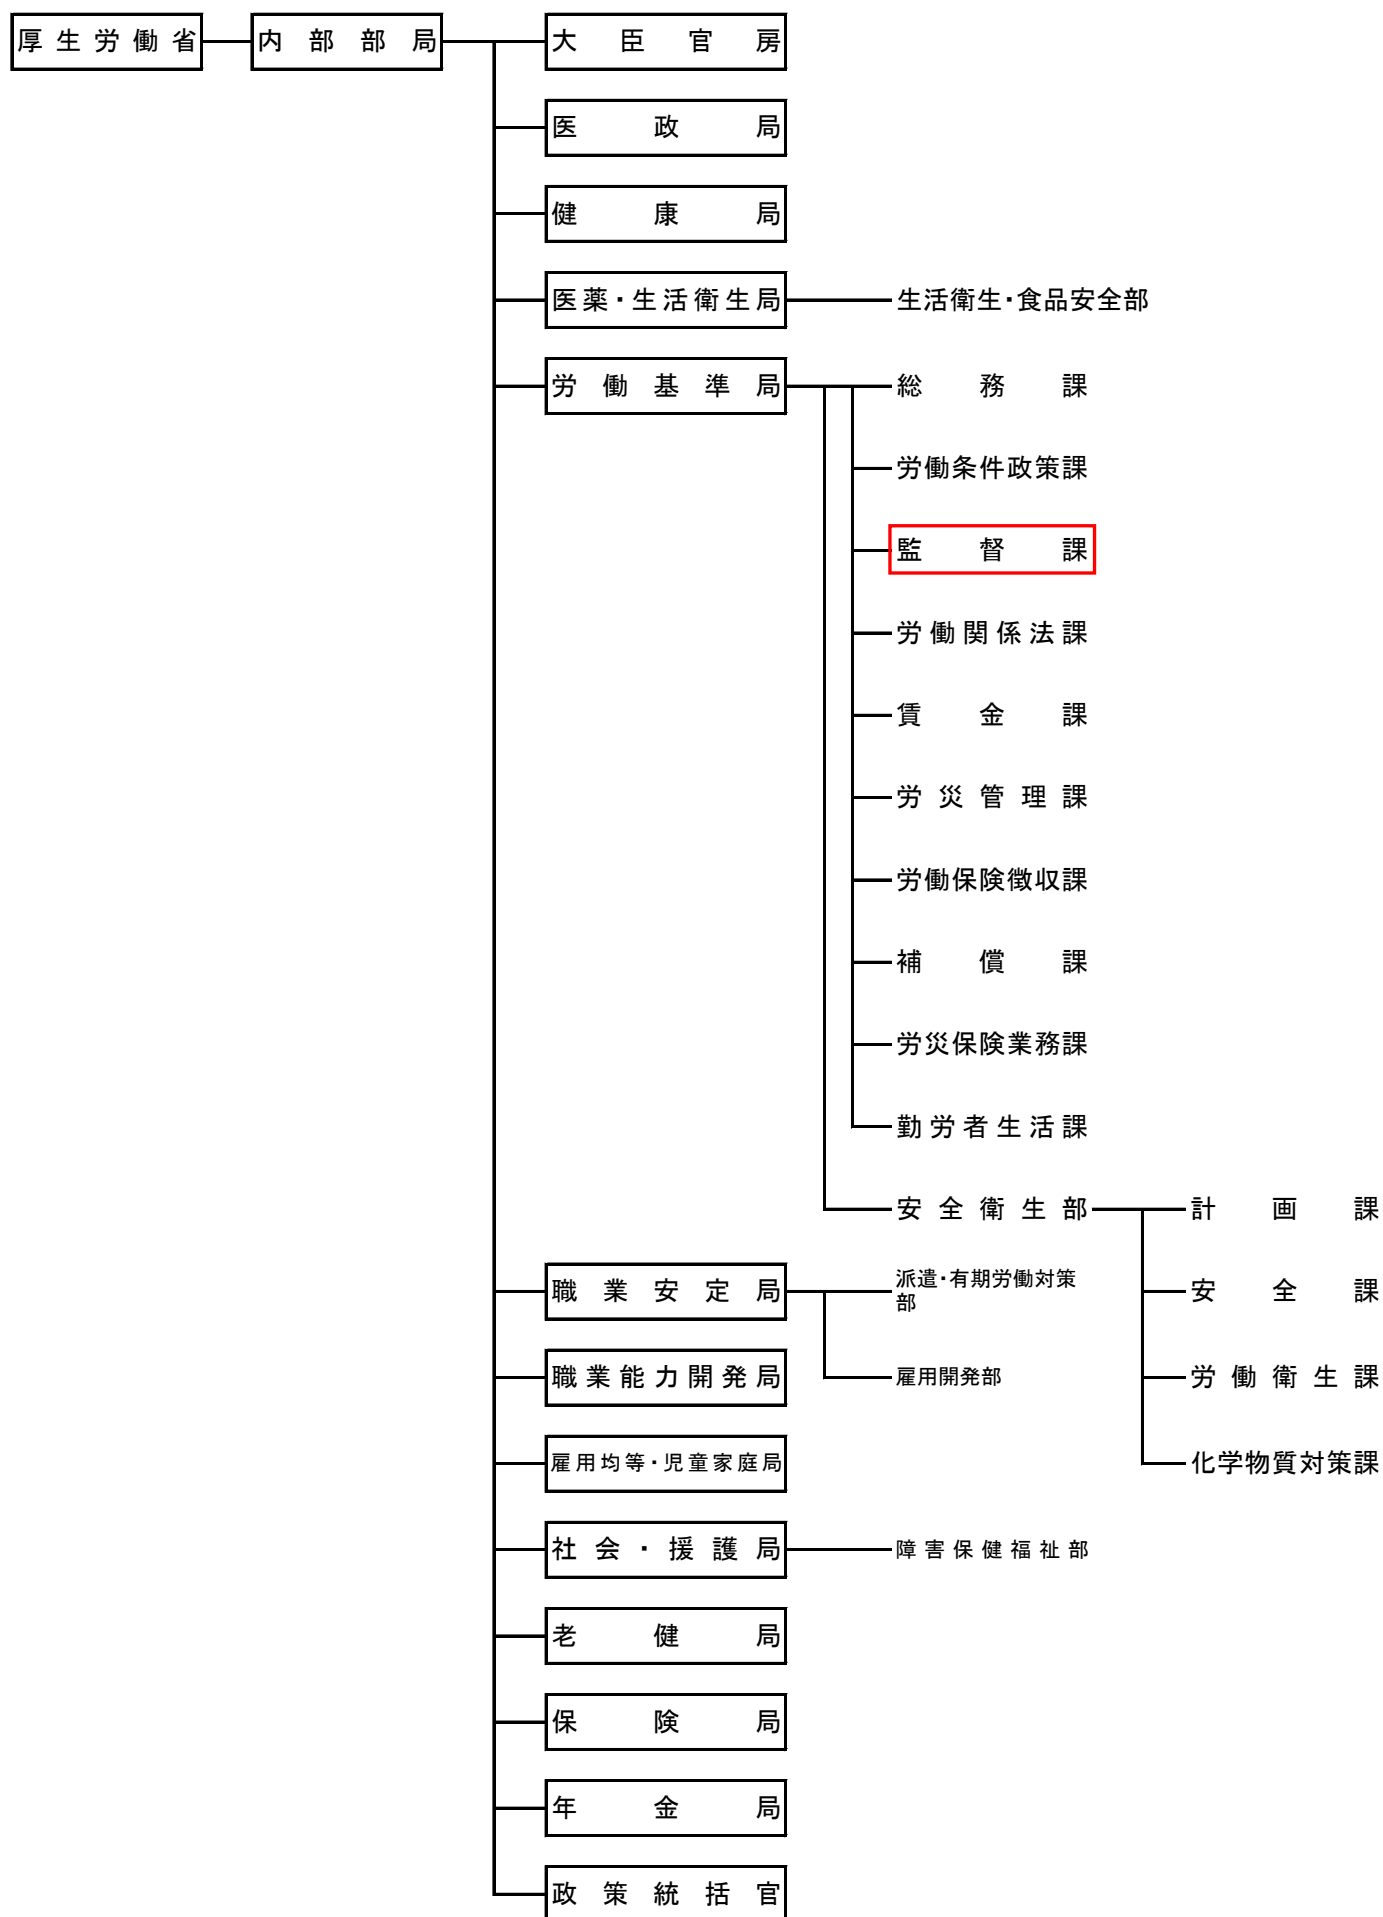 厚生労働省
内部部局
大臣官房
医政局
健康局
医薬・生活衛生局
生活衛生・食品安全部
労働基準局
総務課
労働条件政策課
監督課
労働関係法課
賃金課
労災管理課
労働保険徴収課
補償課
労災保険業務課
勤労者生活課
安全衛生部
計画課
職業安定局
派遣・有期労働対策
部
安全課
職業能力開発局
雇用開発部
労働衛生課
雇用均等・児童家庭局
化学物質対策課
社会・援護局
障害保健福祉部
老健局
保険局
年金局
政策統括官